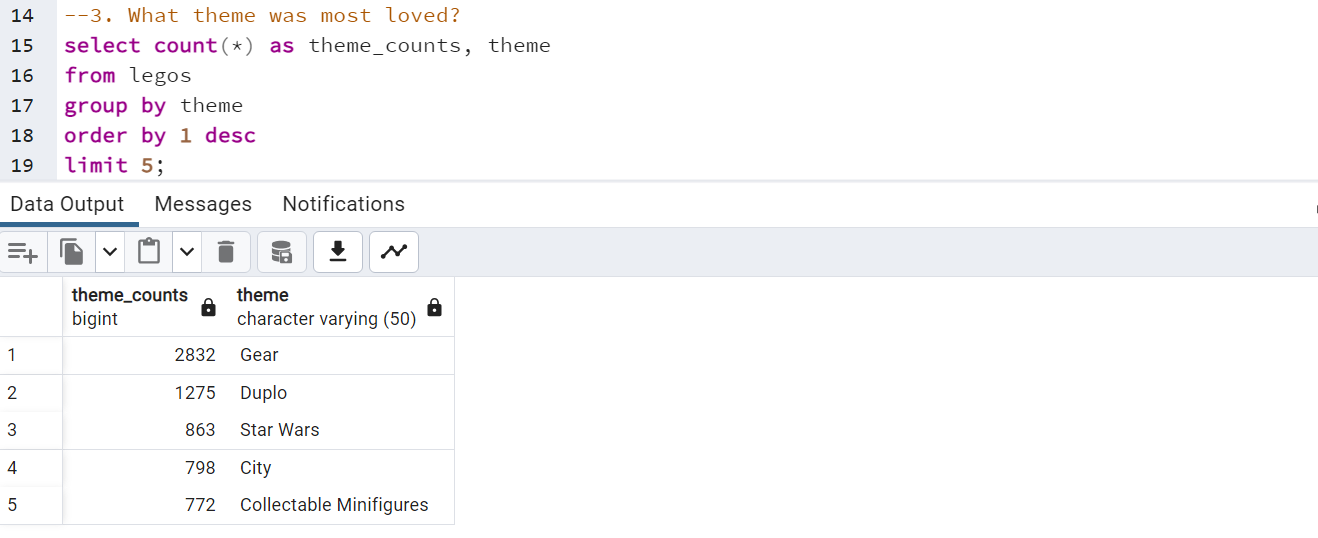 14 --3. What theme was most loved?
15 select count(*) as theme_counts, theme
16 from legos
17 group by theme
18 order by 1 desc
19 limit 5;
Data Output Messages Notifications
theme_counts theme
bigint character varying (50)
1 2832 Gear
2 1275 Duplo
3 863 Star Wars
4 798 City
5 772 Collectable Minifigures